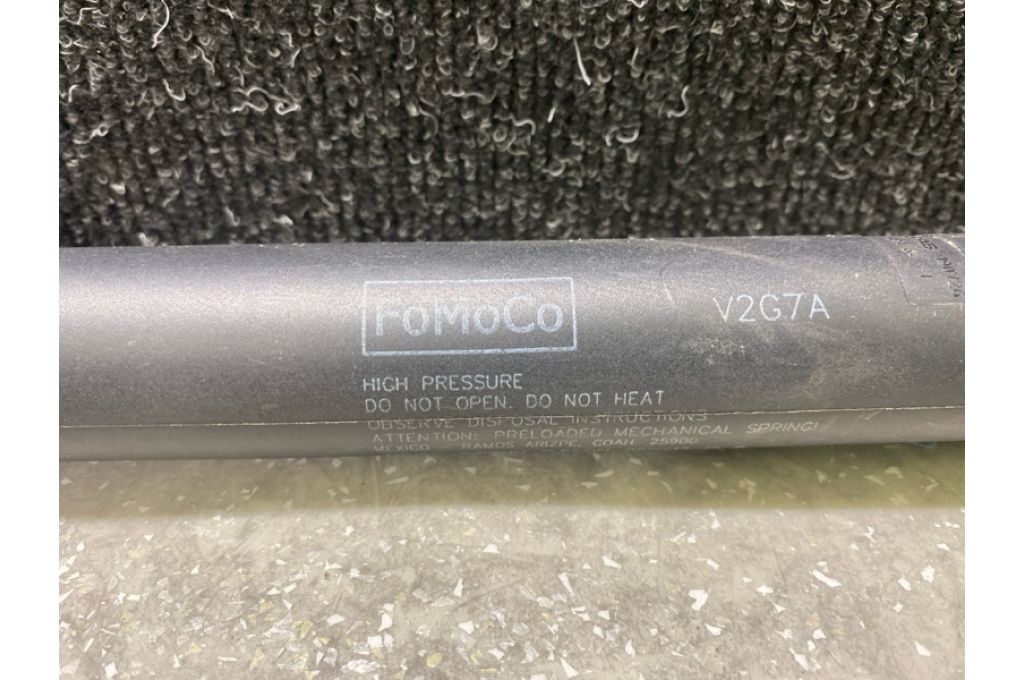 FoMoCo
V2G7A
HIGH PRESSURE
DO NOT OPEN. DO NOT HEAT
OBSERVE DISPOSAL INSTRUCTIONS
ATTENTION: PRELOADED MECHANICAL SPRING!
MEXICO RAMOS ARIZPE, COAH. 25900